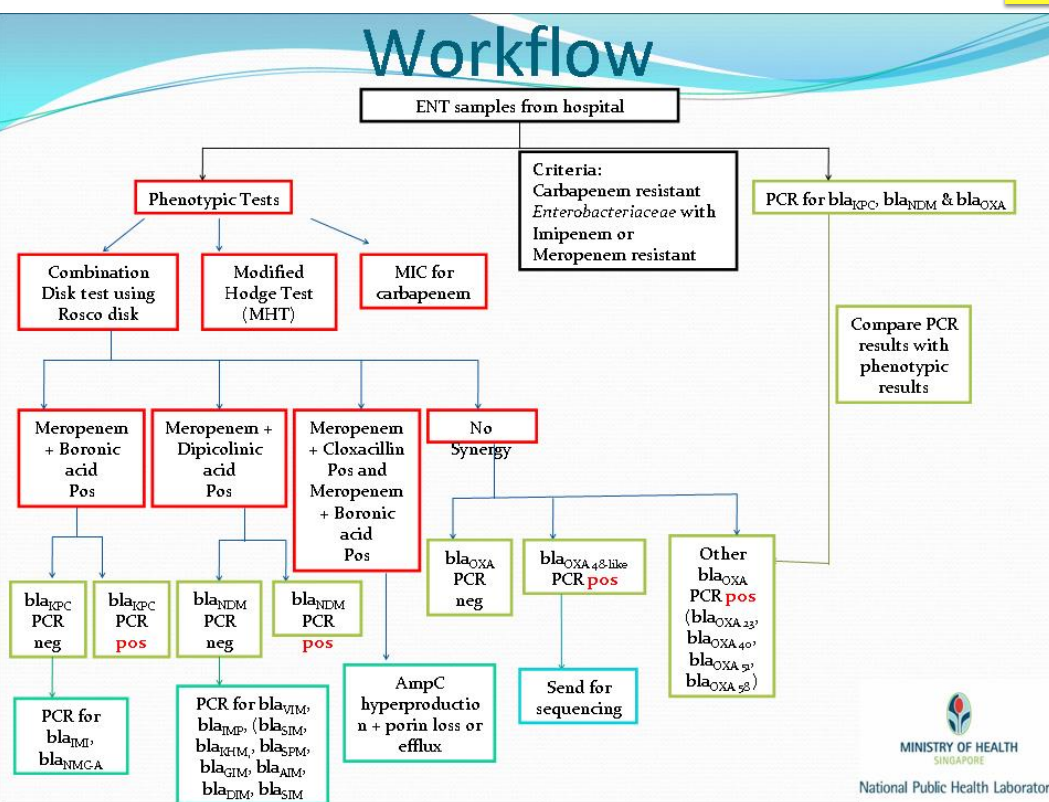 Workflow
ENT samples from hospital
Criteria:
Carbapenem resistant
Enterobacteriaceae with
Imipenem or
Meropenem resistant
Phenotypic Tests
PCR for blaKPC, blaNDM & blaOXA
Combination
Disk test using
Rosco disk
Modified
Hodge Test
(MHT)
MIC for
carbapenem
Compare PCR
results with
phenotypic
results
Meropenem
+ Boronic
acid
Pos
Meropenem +
Dipicolinic
acid
Pos
Meropenem
+ Cloxacillin
Pos and
Meropenem
+ Boronic
acid
Pos
No
Synergy
blaKPC
PCR
neg
blaKPC
PCR
pos
blaNDM
PCR
neg
blaNDM
PCR
pos
blaOXA
PCR
neg
blaOXA 48-like
PCR pos
Other
blaOXA
PCR pos
(blaOXA 23,
blaOXA 40,
blaOXA 51,
blaOXA 58)
PCR for
blaIMI,
blaNMCA
PCR for blaVIM,
blaIMP, (blaSIM,
blaKHM, blaSPM,
blaGIM, blaAIM,
blaDIM, blaSIM
AmpC
hyperproductio
n + porin loss or
efflux
Send for
sequencing
MINISTRY OF HEALTH
SINGAPORE
National Public Health Laborator